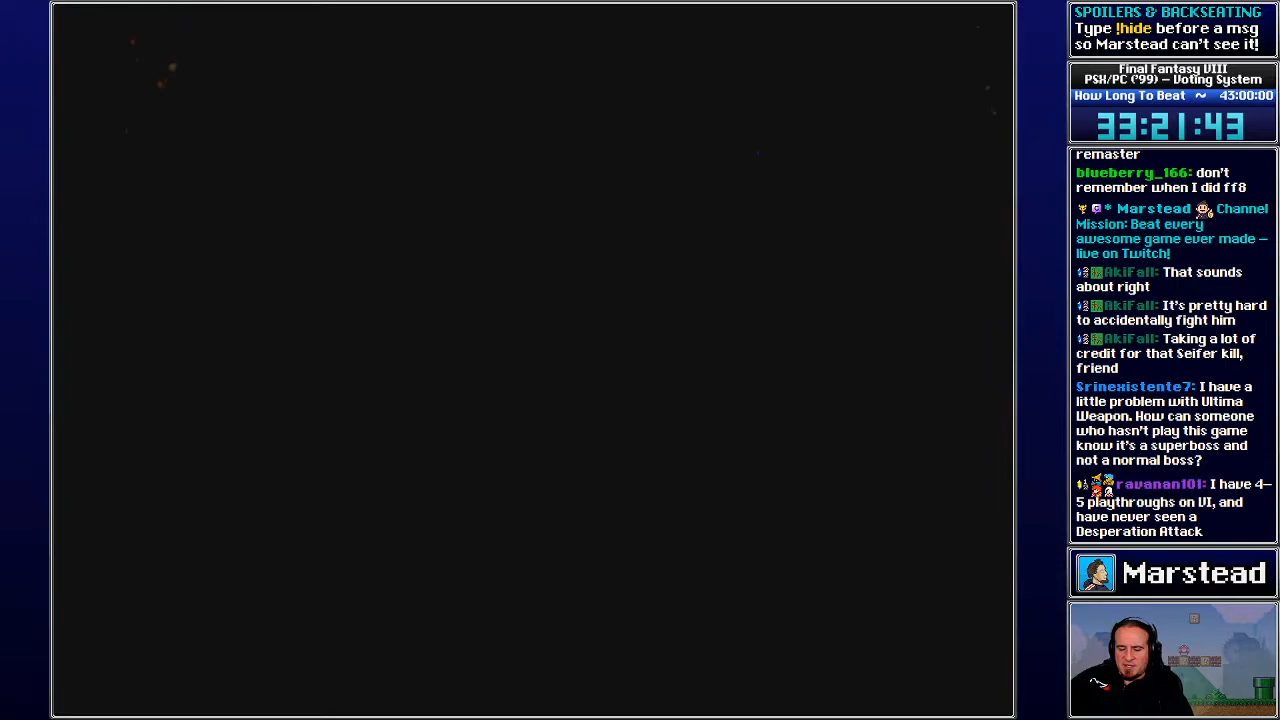 SPOILERS & BACKSEATING
Type !hide before a msg
so Marstead can't see it!
Final Fantasy VIII
PSX/PC ('99) – Voting System
How Long To Beat ~ 43:00:00
33:21:43
remaster
blueberry_166: don't
remember when I did ff8
* Marstead Channel
Mission: Beat every
awesome game ever made –
live on Twitch!
AkiFall: That sounds
about right
AkiFall: It's pretty hard
to accidentally fight him
AkiFall: Taking a lot of
credit for that Seifer kill,
friend
Srinexistente7: I have a
little problem with Ultima
Weapon. How can someone
who hasn't play this game
know it's a superboss and
not a normal boss?
ravanan101: I have 4–
5 playthroughs on VI, and
have never seen a
Desperation Attack
Marstead